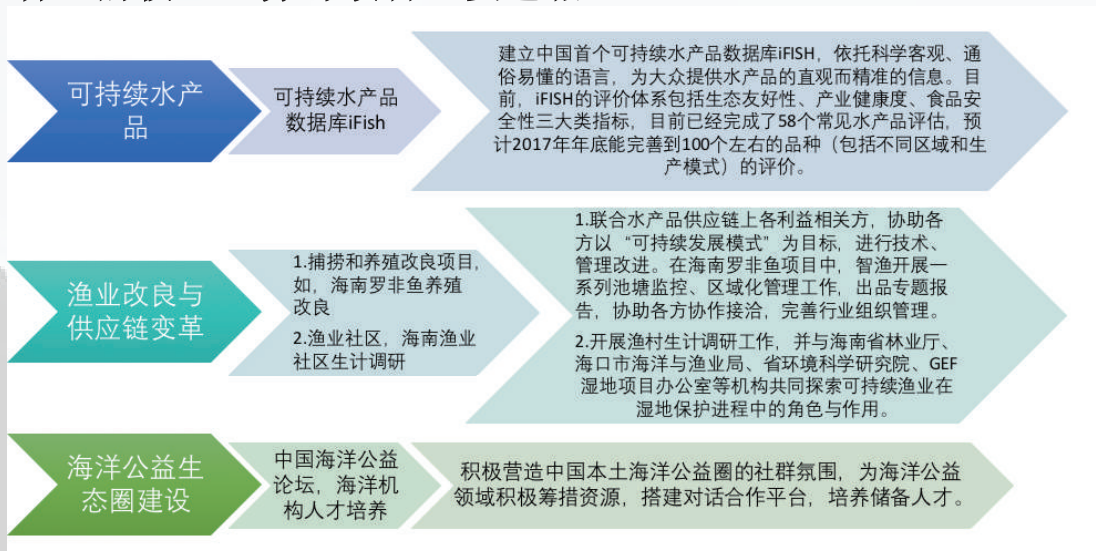 可持续水产
品
可持续水产品
数据库iFish
建立中国首个可持续水产品数据库iFISH，依托科学客观、通
俗易懂的语言，为大众提供水产品的直观而精准的信息。目
前，iFISH的评价体系包括生态友好性、产业健康度、食品安
全性三大类指标，目前已经完成了58个常见水产品评估，预
计2017年年底能完善到100个左右的品种（包括不同区域和生
产模式）的评价。
渔业改良与
供应链变革
1.捕捞和养殖改良项目，
如，海南罗非鱼养殖
改良
2.渔业社区，海南渔业
社区生计调研
1.联合水产品供应链上各利益相关方，协助各
方以“可持续发展模式”为目标，进行技术、
管理改进。在海南罗非鱼项目中，智渔开展一
系列池塘监控、区域化管理工作，出品专题报
告，协助各方协作接洽，完善行业组织管理。
2.开展渔村生计调研工作，并与海南省林业厅、
海口市海洋与渔业局、省环境科学研究院、GEF
湿地项目办公室等机构共同探索可持续渔业在
湿地保护进程中的角色与作用。
海洋公益生
态圈建设
中国海洋公益
论坛，海洋机
构人才培养
积极营造中国本土海洋公益圈的社群氛围，为海洋公益
领域积极筹措资源，搭建对话合作平台，培养储备人才。